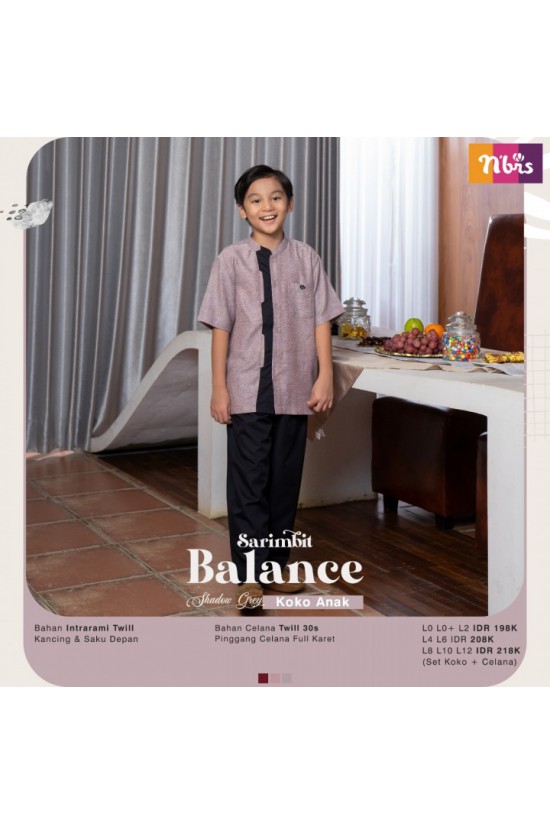 Nbrs
Sarimbit
Balance
Shadow Grey Koko Anak
Bahan Intrarami Twill
Kancing & Saku Depan
Bahan Celana Twill 30s
Pinggang Celana Full Karet
L0 L0+ L2 IDR 198K
L4 L6 IDR 208K
L8 L10 L12 IDR 218K
(Set Koko + Celana)